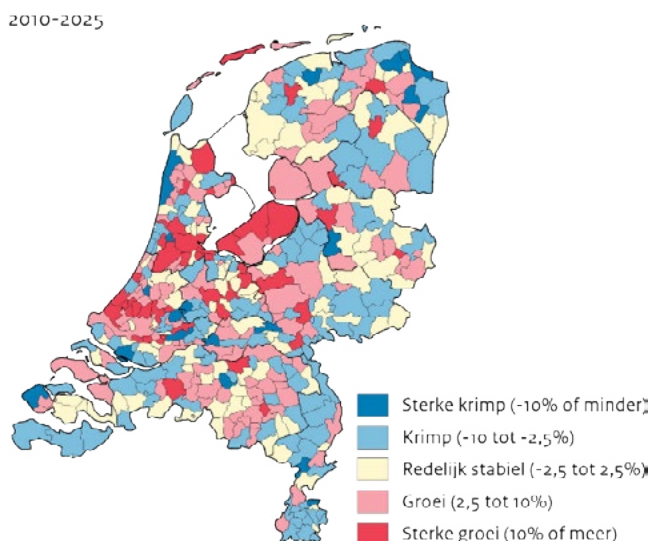 2010-2025
Sterke krimp (-10% of minder)
Krimp (-10 tot -2,5%)
Redelijk stabiel (-2,5 tot 2,5%)
Groei (2,5 tot 10%)
Sterke groei (10% of meer)